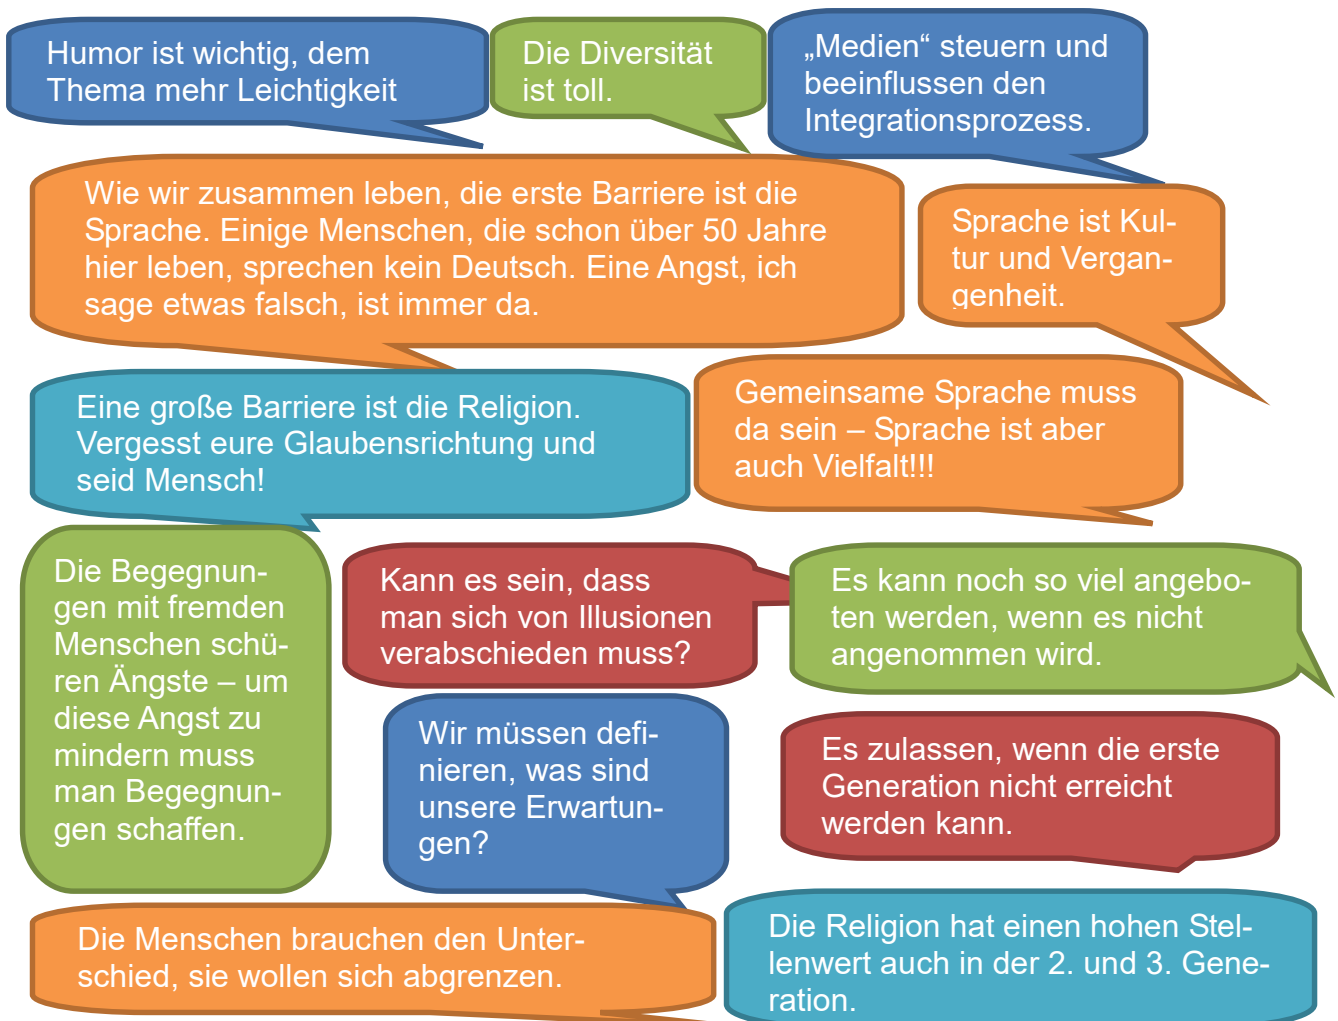 Humor ist wichtig, dem
Thema mehr Leichtigkeit
Die Diversität
ist toll.
„Medien“ steuern und
beeinflussen den
Integrationsprozess.
Wie wir zusammen leben, die erste Barriere ist die
Sprache. Einige Menschen, die schon über 50 Jahre
hier leben, sprechen kein Deutsch. Eine Angst, ich
sage etwas falsch, ist immer da.
Sprache ist Kul-
tur und Vergan-
genheit.
Eine große Barriere ist die Religion.
Vergesst eure Glaubensrichtung und
seid Mensch!
Gemeinsame Sprache muss
da sein – Sprache ist aber
auch Vielfalt!!!
Die Begegnun-
gen mit fremden
Menschen schü-
ren Ängste – um
diese Angst zu
mindern muss
man Begegnun-
gen schaffen.
Kann es sein, dass
man sich von Illusionen
verabschieden muss?
Es kann noch so viel angebo-
ten werden, wenn es nicht
angenommen wird.
Wir müssen defi-
nieren, was sind
unsere Erwartun-
gen?
Es zulassen, wenn die erste
Generation nicht erreicht
werden kann.
Die Menschen brauchen den Unter-
schied, sie wollen sich abgrenzen.
Die Religion hat einen hohen Stel-
lenwert auch in der 2. und 3. Gene-
ration.